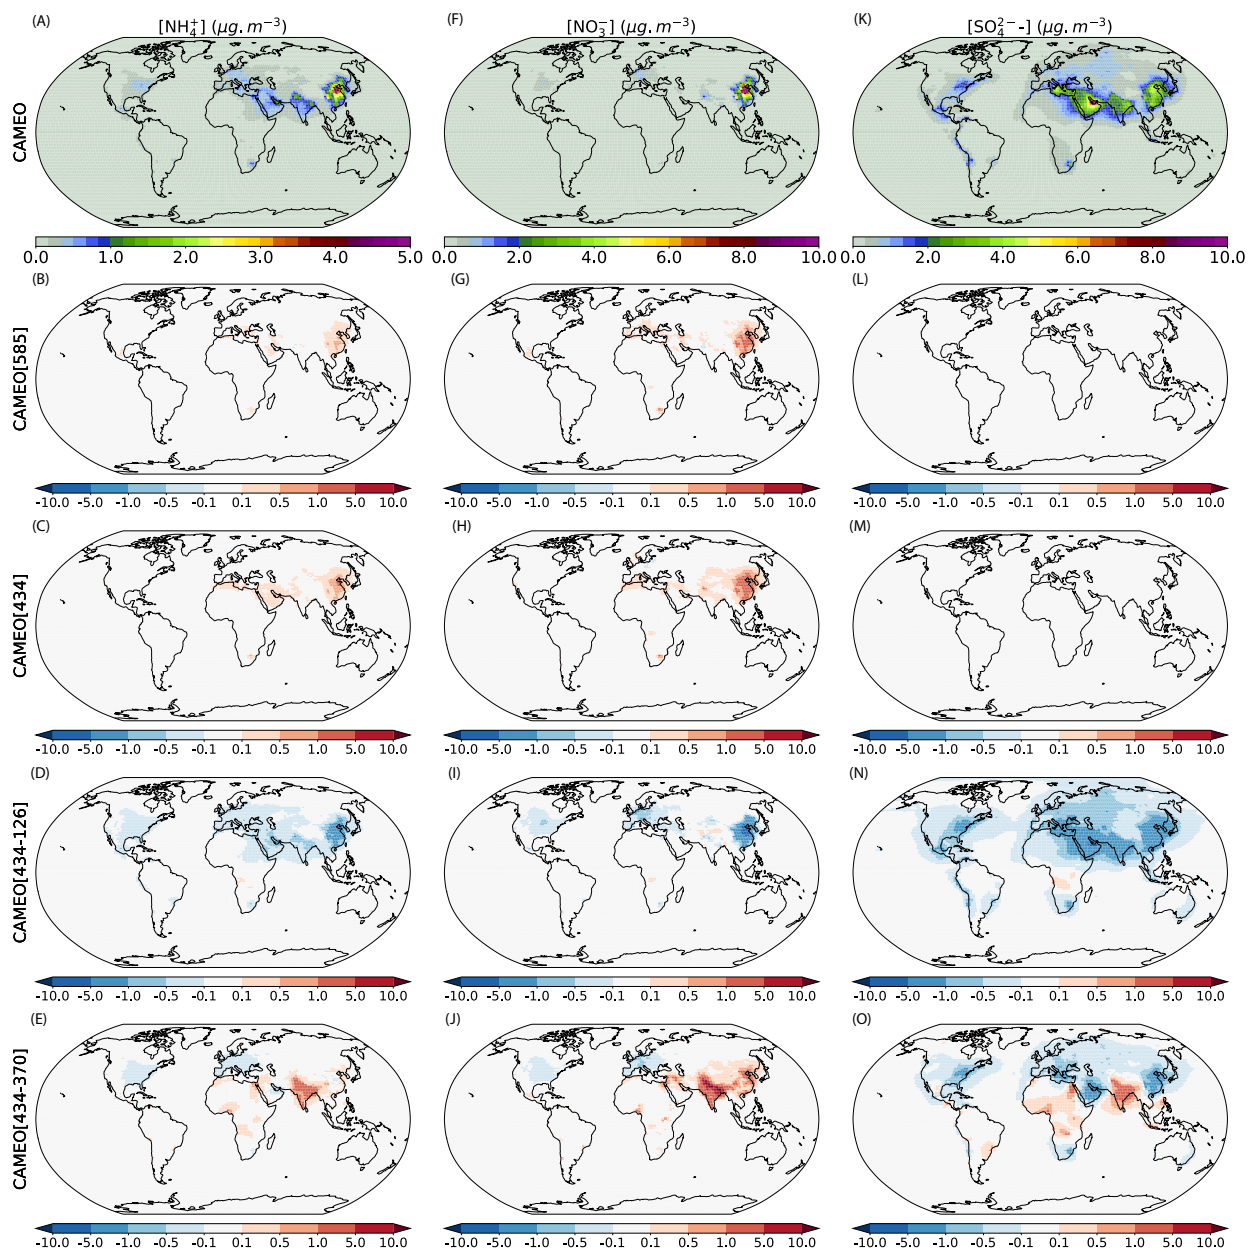 (A) [NH₄⁺] (μg.m⁻³) (F) [NO₃⁻] (μg.m⁻³) (K) [SO₄²⁻-] (μg.m⁻³)
CAMEO
0.0 1.0 2.0 3.0 4.0 5.0 0.0 2.0 4.0 6.0 8.0 10.0 0.0 2.0 4.0 6.0 8.0 10.0
(B) (G) (L)
CAMEO[585]
-10.0 -5.0 -1.0 -0.5 -0.1 0.1 0.5 1.0 5.0 10.0 -10.0 -5.0 -1.0 -0.5 -0.1 0.1 0.5 1.0 5.0 10.0 -10.0 -5.0 -1.0 -0.5 -0.1 0.1 0.5 1.0 5.0 10.0
(C) (H) (M)
CAMEO[434]
-10.0 -5.0 -1.0 -0.5 -0.1 0.1 0.5 1.0 5.0 10.0 -10.0 -5.0 -1.0 -0.5 -0.1 0.1 0.5 1.0 5.0 10.0 -10.0 -5.0 -1.0 -0.5 -0.1 0.1 0.5 1.0 5.0 10.0
(D) (I) (N)
CAMEO[434-126]
-10.0 -5.0 -1.0 -0.5 -0.1 0.1 0.5 1.0 5.0 10.0 -10.0 -5.0 -1.0 -0.5 -0.1 0.1 0.5 1.0 5.0 10.0 -10.0 -5.0 -1.0 -0.5 -0.1 0.1 0.5 1.0 5.0 10.0
(E) (J) (O)
CAMEO[434-370]
-10.0 -5.0 -1.0 -0.5 -0.1 0.1 0.5 1.0 5.0 10.0 -10.0 -5.0 -1.0 -0.5 -0.1 0.1 0.5 1.0 5.0 10.0 -10.0 -5.0 -1.0 -0.5 -0.1 0.1 0.5 1.0 5.0 10.0